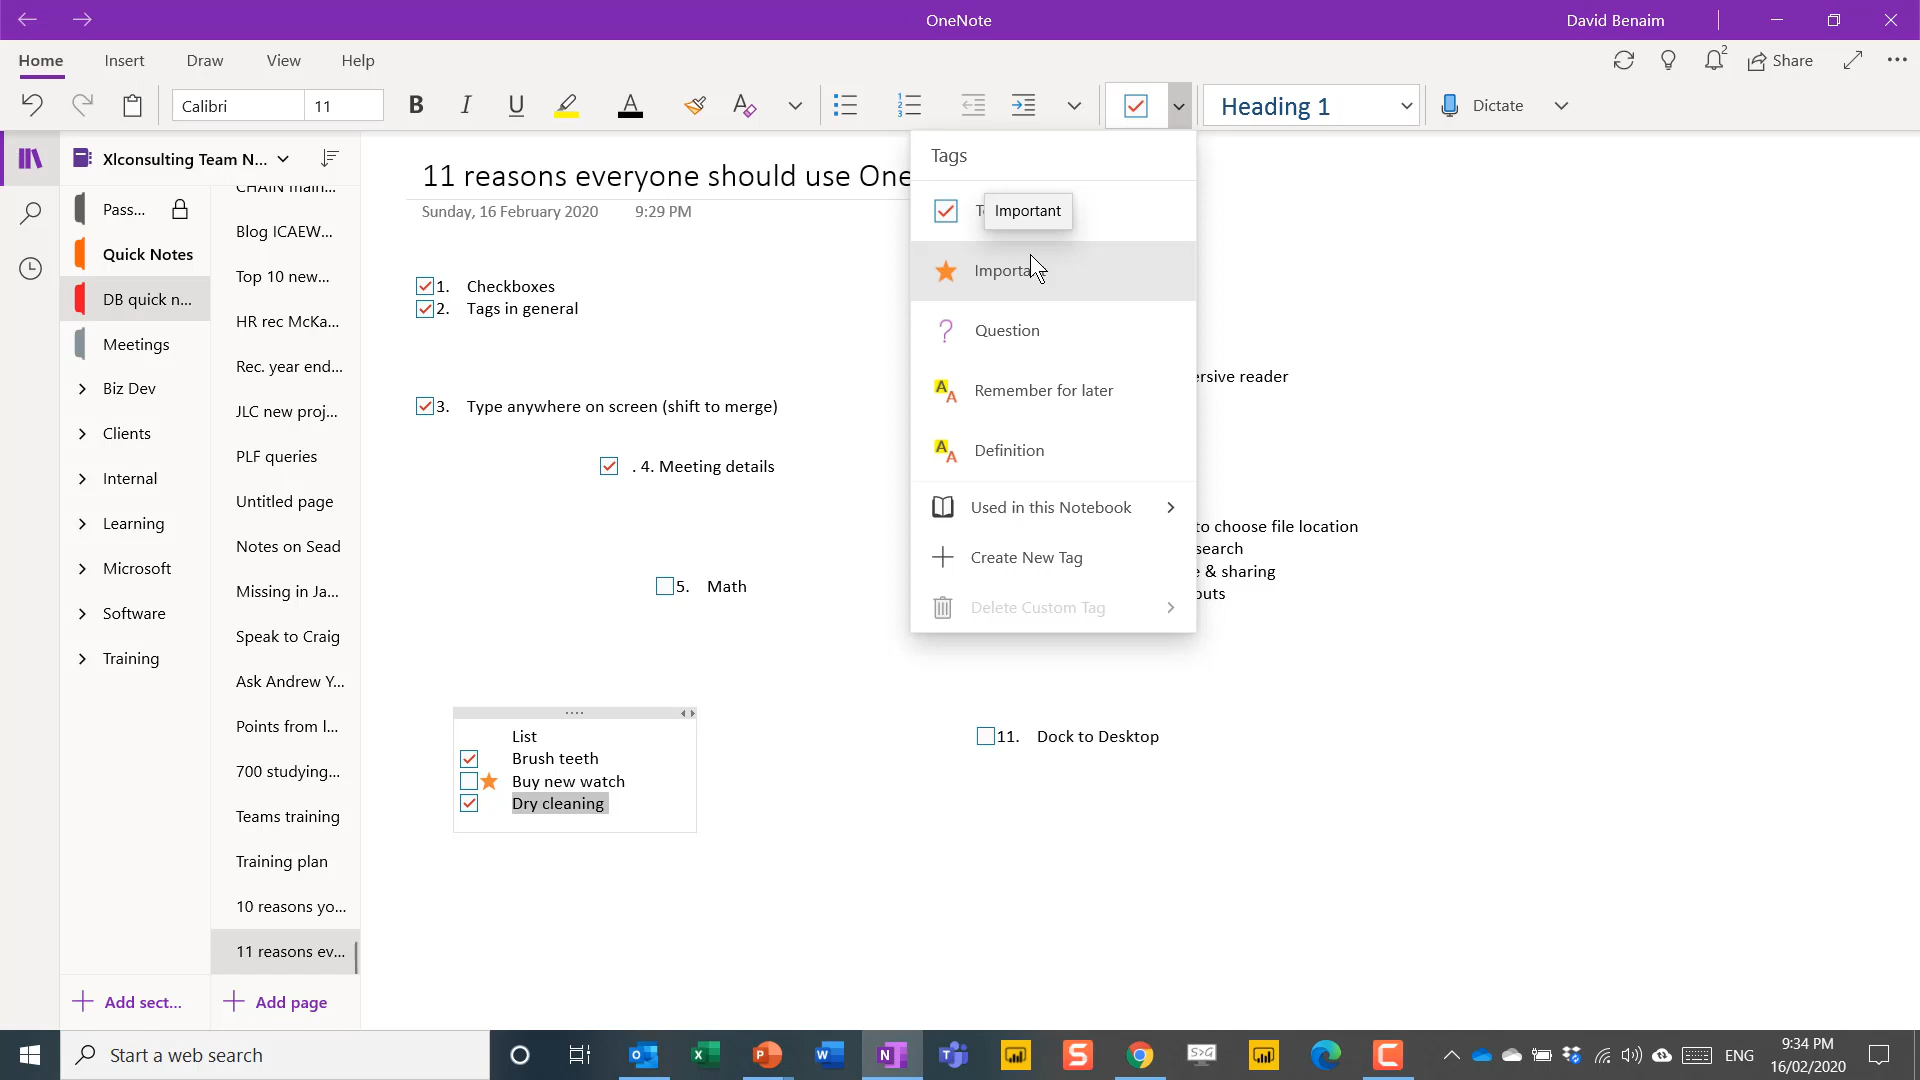 OneNote
David Benaim
Home
Insert
Draw
View
Help
2
Share
Calibri
11
B
I
U
A
Heading 1
Dictate
Xlconsulting Team N...
Pass...
Quick Notes
DB quick n...
Meetings
Biz Dev
Clients
Internal
Learning
Microsoft
Software
Training
Add sect...
Blog ICAEW...
Top 10 new...
HR rec McKa...
Rec. year end...
JLC new proj...
PLF queries
Untitled page
Notes on Sead
Missing in Ja...
Speak to Craig
Ask Andrew Y...
Points from l...
700 studying...
Teams training
Training plan
10 reasons yo...
11 reasons ev...
Add page
11 reasons everyone should use One
Sunday, 16 February 2020 9:29 PM
1. Checkboxes
2. Tags in general
3. Type anywhere on screen (shift to merge)
. 4. Meeting details
5. Math
List
Brush teeth
Buy new watch
Dry cleaning
11. Dock to Desktop
Tags
Important
Question
Remember for later
Definition
Used in this Notebook
Create New Tag
Delete Custom Tag
reader
to choose file location
search
& sharing
Start a web search
ENG
9:34 PM
16/02/2020